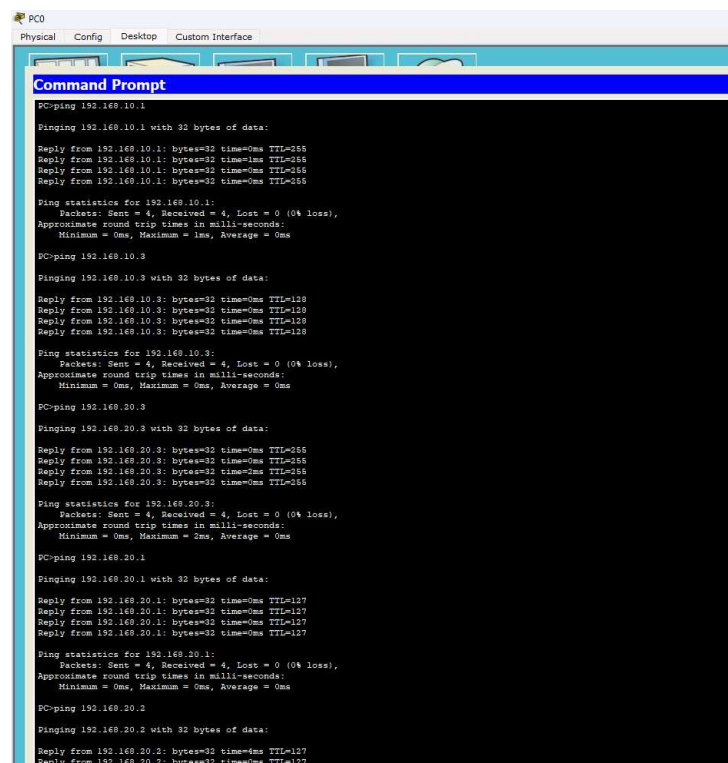 PC0
Physical Config Desktop Custom Interface
Command Prompt
PC>ping 192.168.10.1
Pinging 192.168.10.1 with 32 bytes of data:
Reply from 192.168.10.1: bytes=32 time=0ms TTL=255
Reply from 192.168.10.1: bytes=32 time=1ms TTL=255
Reply from 192.168.10.1: bytes=32 time=0ms TTL=255
Reply from 192.168.10.1: bytes=32 time=0ms TTL=255
Ping statistics for 192.168.10.1:
Packets: Sent = 4, Received = 4, Lost = 0 (0% loss),
Approximate round trip times in milli-seconds:
Minimum = 0ms, Maximum = 1ms, Average = 0ms
PC>ping 192.168.10.3
Pinging 192.168.10.3 with 32 bytes of data:
Reply from 192.168.10.3: bytes=32 time=0ms TTL=128
Reply from 192.168.10.3: bytes=32 time=0ms TTL=128
Reply from 192.168.10.3: bytes=32 time=0ms TTL=128
Reply from 192.168.10.3: bytes=32 time=0ms TTL=128
Ping statistics for 192.168.10.3:
Packets: Sent = 4, Received = 4, Lost = 0 (0% loss),
Approximate round trip times in milli-seconds:
Minimum = 0ms, Maximum = 0ms, Average = 0ms
PC>ping 192.168.20.3
Pinging 192.168.20.3 with 32 bytes of data:
Reply from 192.168.20.3: bytes=32 time=0ms TTL=255
Reply from 192.168.20.3: bytes=32 time=0ms TTL=255
Reply from 192.168.20.3: bytes=32 time=2ms TTL=255
Reply from 192.168.20.3: bytes=32 time=0ms TTL=255
Ping statistics for 192.168.20.3:
Packets: Sent = 4, Received = 4, Lost = 0 (0% loss),
Approximate round trip times in milli-seconds:
Minimum = 0ms, Maximum = 2ms, Average = 0ms
PC>ping 192.168.20.1
Pinging 192.168.20.1 with 32 bytes of data:
Reply from 192.168.20.1: bytes=32 time=0ms TTL=127
Reply from 192.168.20.1: bytes=32 time=0ms TTL=127
Reply from 192.168.20.1: bytes=32 time=0ms TTL=127
Reply from 192.168.20.1: bytes=32 time=0ms TTL=127
Ping statistics for 192.168.20.1:
Packets: Sent = 4, Received = 4, Lost = 0 (0% loss),
Approximate round trip times in milli-seconds:
Minimum = 0ms, Maximum = 0ms, Average = 0ms
PC>ping 192.168.20.2
Pinging 192.168.20.2 with 32 bytes of data:
Reply from 192.168.20.2: bytes=32 time=4ms TTL=127
Reply from 192.168.20.2: bytes=32 time=0ms TTL=127